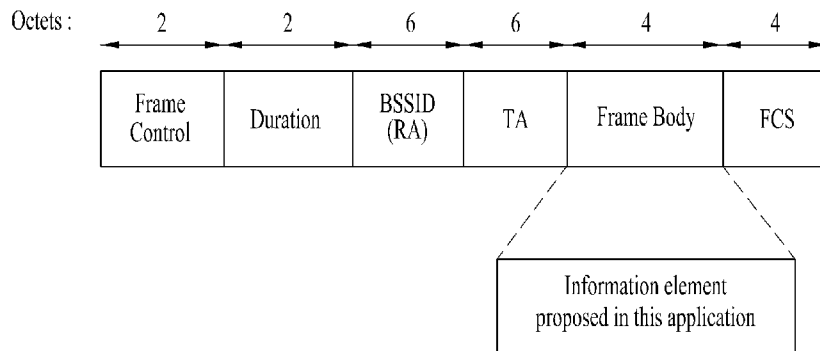 Octets : 2 2 6 6 4 4
Frame Control Duration BSSID (RA) TA Frame Body FCS
Information element
proposed in this application